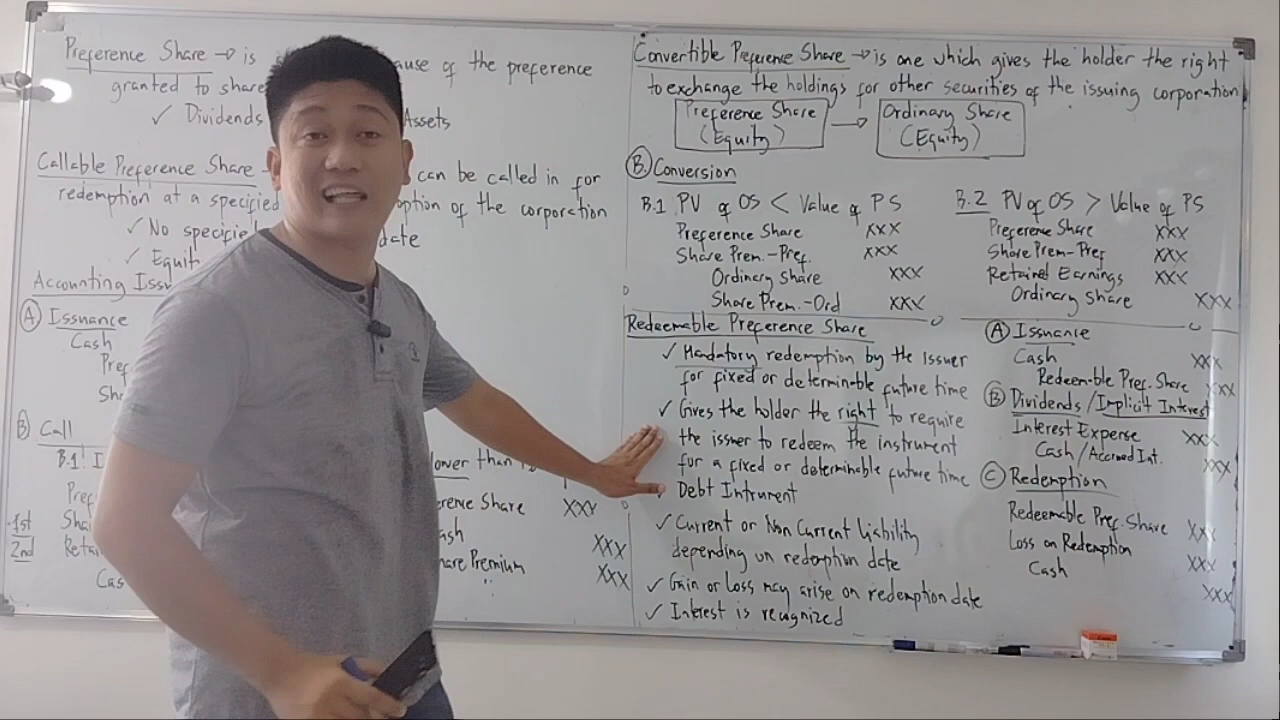 Preference Share → is
ause of the preference
granted to share
✓ Dividends
Assets
Callable Preference Share -
can be called in for
redemption at a specified
option of the corporation
✓ No specifie
date
✓ Equit
Accounting Issu
Ⓐ Issuance
Cash
Pref
Sha
Ⓑ Call
B.1!
lower than
Pref
erence Share XXX
1st
Sha
ash XXX
2nd
Retai
hare Premium XXX
Cas
Convertible Preference Share → is one which gives the holder the right
to exchange the holdings for other securities of the issuing corporation
Preference Share
(Equity)
→
Ordinary Share
(Equity)
Ⓑ Conversion
B.1 PV of OS < Value of PS
Preference Share XXX
Share Prem.-Pref. XXX
Ordinary Share XXX
Share Prem.-Ord XXX
B.2 PV of OS > Value of PS
Preference Share XXX
Share Prem-Pref XXX
Retained Earnings XXX
Ordinary Share XXX
Redeemable Preference Share
✓ Mandatory redemption by the issuer
for fixed or determinable future time
✓ Gives the holder the right to require
the issuer to redeem the instrument
for a fixed or determinable future time
Debt Intrument
✓ Current or Non Current liability
depending on redemption date
✓ Gain or Loss may arise on redemption date
✓ Interest is recognized
Ⓐ Issuance
Cash XXX
Redeemable Pref. Share XXX
Ⓑ Dividends/Implicit Interest
Interest Expense XXX
Cash/Accrued Int. XXX
Ⓒ Redemption
Redeemable Pref. Share XXX
Loss on Redemption XXX
Cash XXX